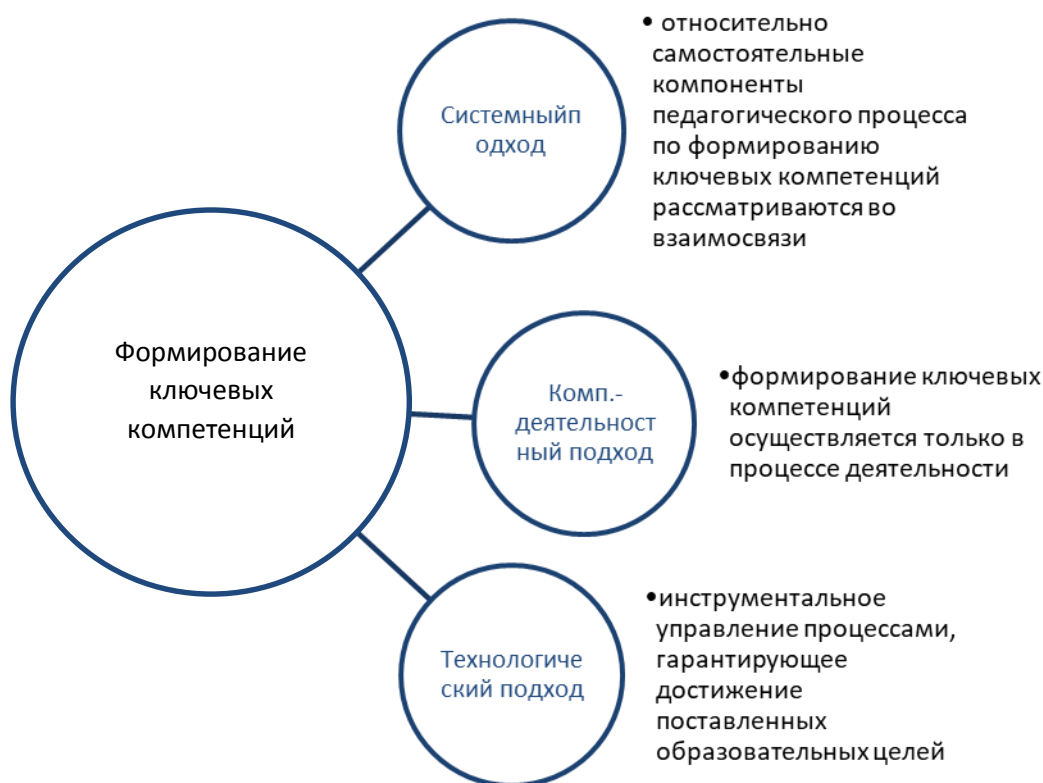 Формирование
ключевых
компетенций
Системныйп
одход
• относительно
самостоятельные
компоненты
педагогического процесса
по формированию
ключевых компетенций
рассматриваются во
взаимосвязи
Комп.-
деятельност
ный подход
•формирование ключевых
компетенций
осуществляется только в
процессе деятельности
Технологиче
ский подход
•инструментальное
управление процессами,
гарантирующее
достижение
поставленных
образовательных целей